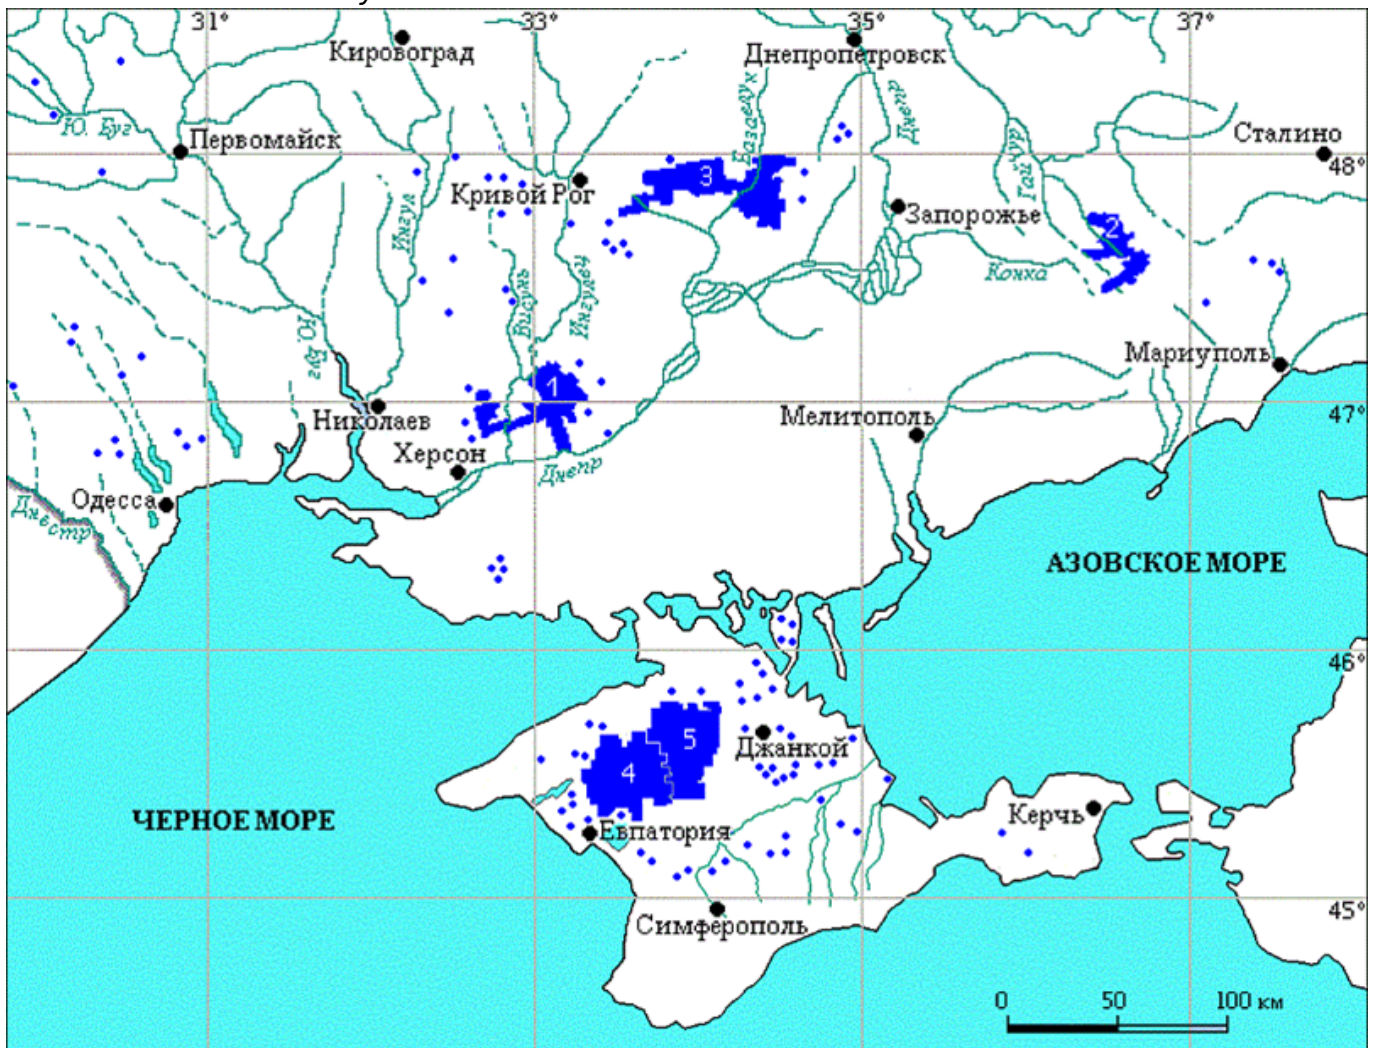 31° 33° 35° 37°
Кировоград
Днепропетровск
Ю. Буг
Первомайск
Базавлук
Днепр
Гайчур
Сталино
48°
Кривой Рог
3
Ингул
Запорожье
2
Конка
Висунь
Ингулец
Ю. Буг
Мариуполь
1
Николаев
Мелитополь
47°
Херсон
Днепр
Одесса
Днестр
АЗОВСКОЕ МОРЕ
46°
5
Джанкой
4
ЧЕРНОЕ МОРЕ
Евпатория
Керчь
45°
Симферополь
0 50 100 км